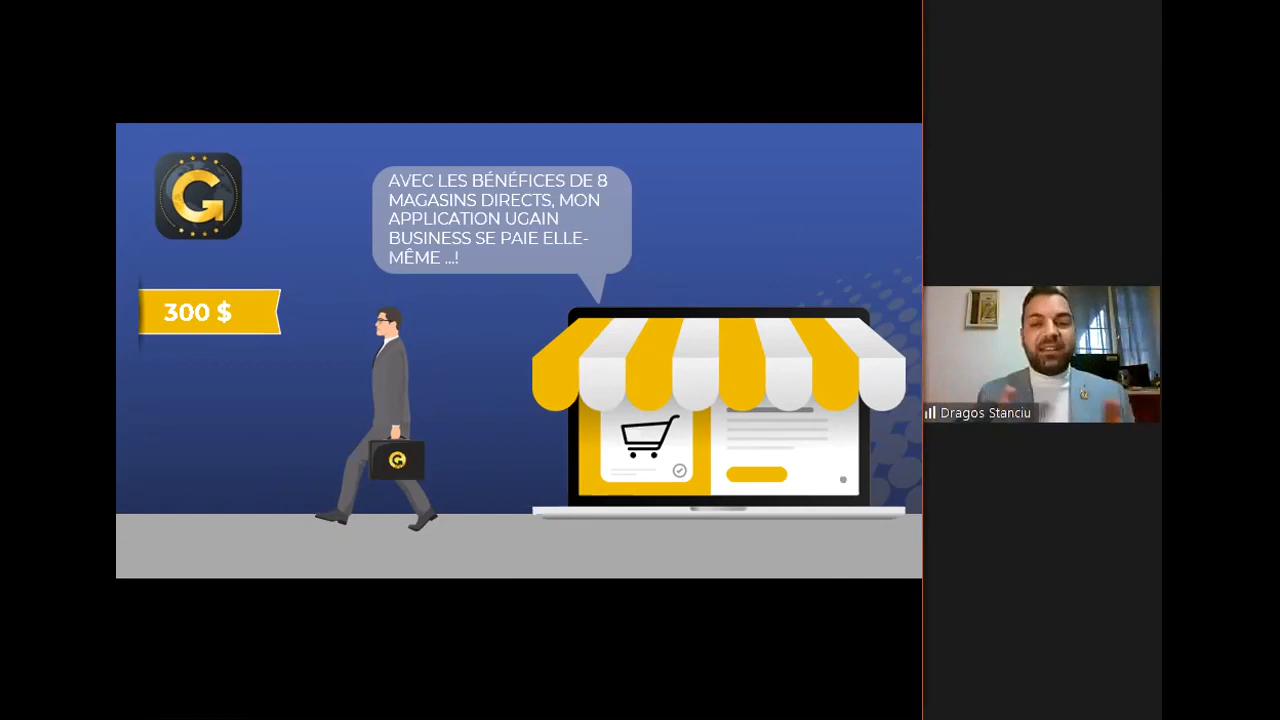 AVEC LES BÉNÉFICES DE 8
MAGASINS DIRECTS, MON
APPLICATION UGAIN
BUSINESS SE PAIE ELLE-
MÊME ...!
300 $
Dragos Stanciu